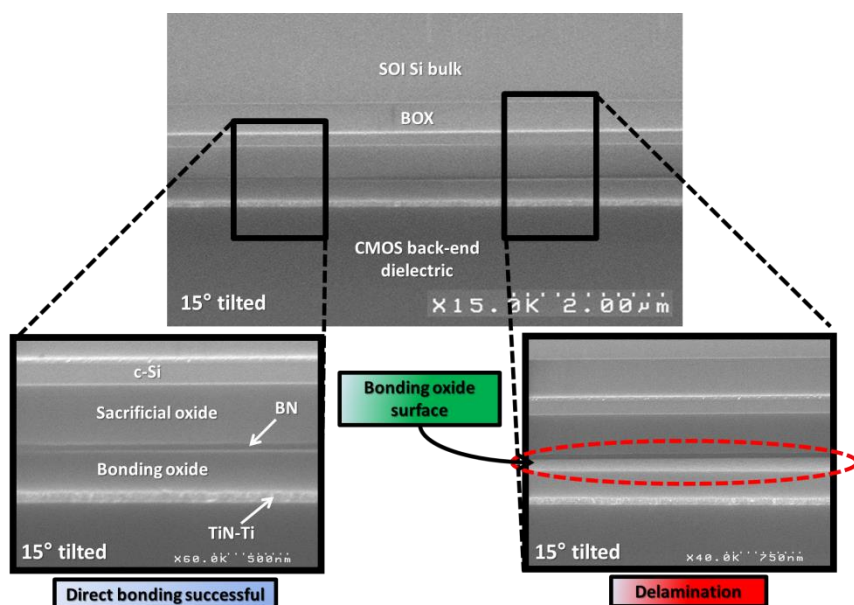 SOI Si bulk
BOX
CMOS back-end
dielectric
15° tilted
X15.0K 2.00μm
c-Si
Sacrificial oxide
BN
Bonding oxide
TiN-Ti
15° tilted
X60.0K 500nm
Direct bonding successful
Bonding oxide
surface
15° tilted
X40.0K 750nm
Delamination